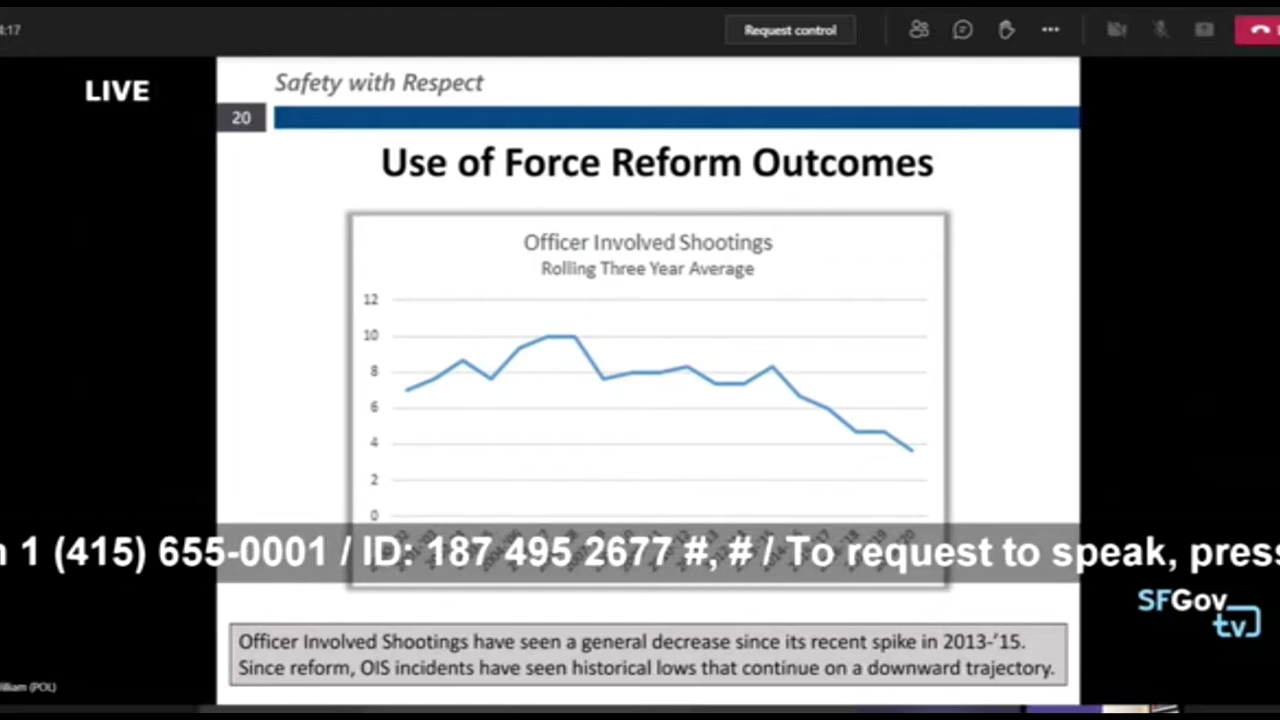 4:17
Request control
LIVE
Safety with Respect
20
Use of Force Reform Outcomes
Officer Involved Shootings
Rolling Three Year Average
12
10
8
6
4
2
0
1 (415) 655-0001 / ID: 187 495 2677 #, # / To request to speak, press
SFGov
tv
Officer Involved Shootings have seen a general decrease since its recent spike in 2013-'15.
Since reform, OIS incidents have seen historical lows that continue on a downward trajectory.
(POL)